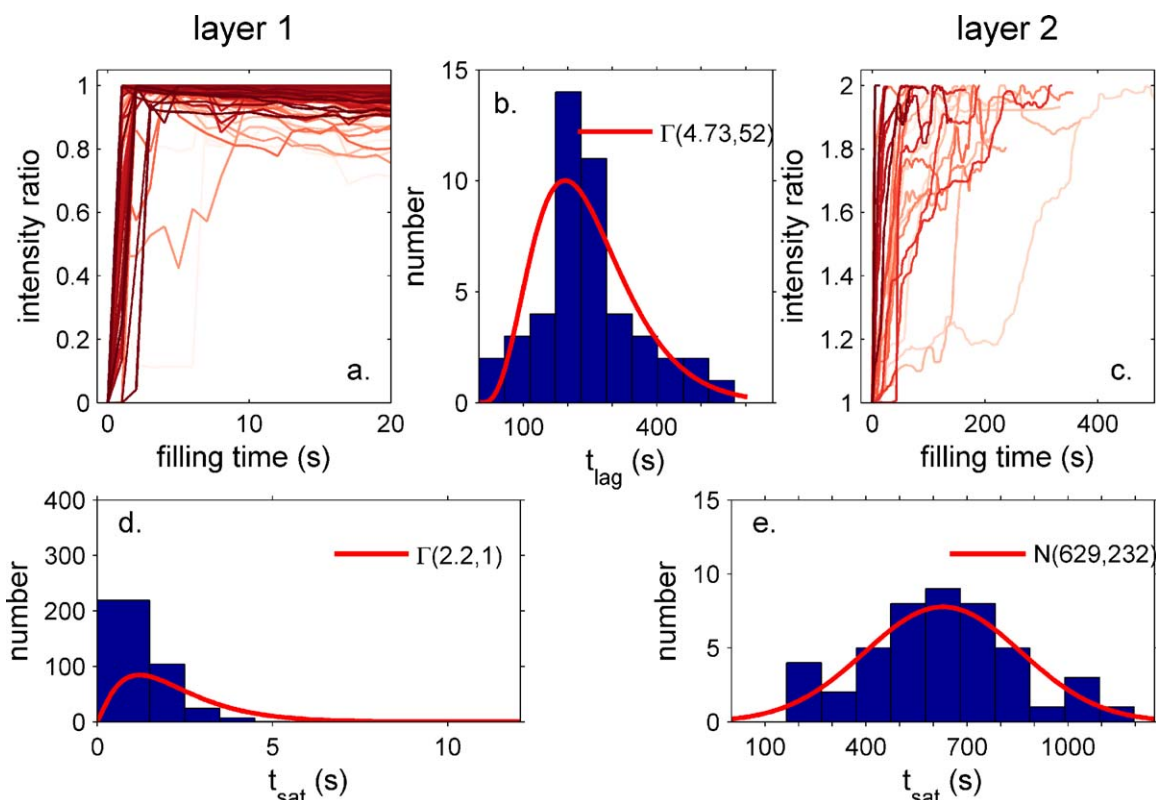 layer 1
layer 2
1
0.8
0.6
0.4
0.2
0
0
10
20
intensity ratio
filling time (s)
a.
15
10
5
0
100
400
number
t_lag (s)
b.
Γ(4.73,52)
2
1.8
1.6
1.4
1.2
1
0
200
400
intensity ratio
filling time (s)
c.
400
300
200
100
0
0
5
10
number
t_sat (s)
d.
Γ(2.2,1)
15
10
5
0
100
400
700
1000
number
t_sat (s)
e.
N(629,232)